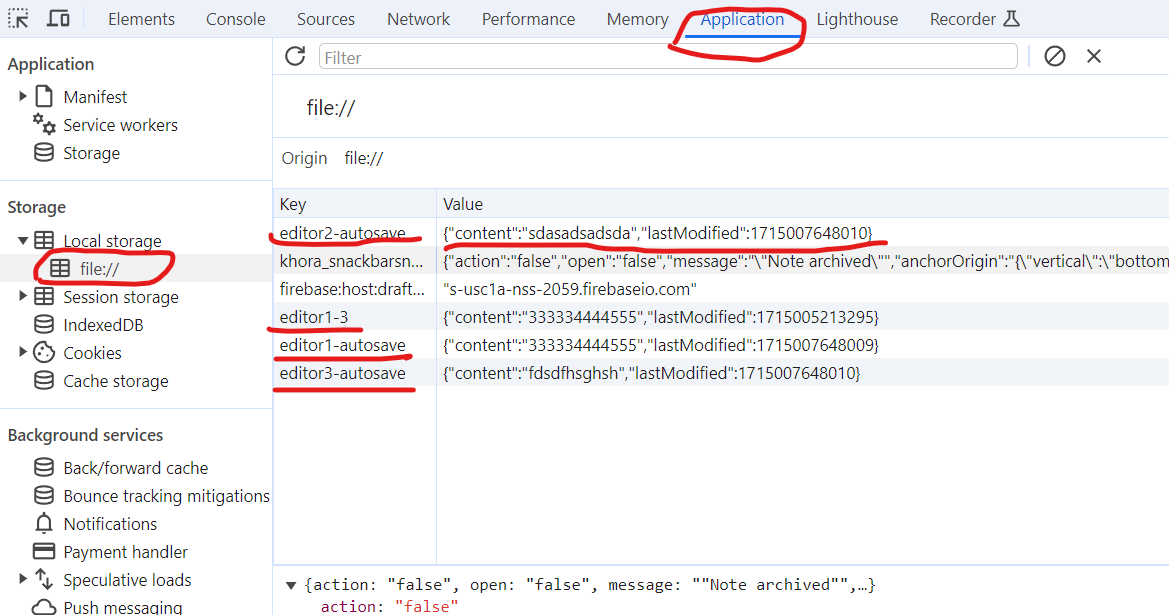 Elements Console Sources Network Performance Memory Application Lighthouse Recorder
Application
Manifest
Service workers
Storage
Storage
Local storage
file://
Session storage
IndexedDB
Cookies
Cache storage
Background services
Back/forward cache
Bounce tracking mitigations
Notifications
Payment handler
Speculative loads
Push messaging
Filter
file://
Origin file://
Key Value
editor2-autosave {"content":"sdasadsadsda","lastModified":1715007648010}
khora_snackbarsn... {"action":"false","open":"false","message":"\"Note archived\"","anchorOrigin":"{\"vertical\":\"bottom
firebase:host:draft... "s-usc1a-nss-2059.firebaseio.com"
editor1-3 {"content":"333334444555","lastModified":1715005213295}
editor1-autosave {"content":"333334444555","lastModified":1715007648009}
editor3-autosave {"content":"fdsdfhsghsh","lastModified":1715007648010}
{action: "false", open: "false", message: ""Note archived"",…}
action: "false"